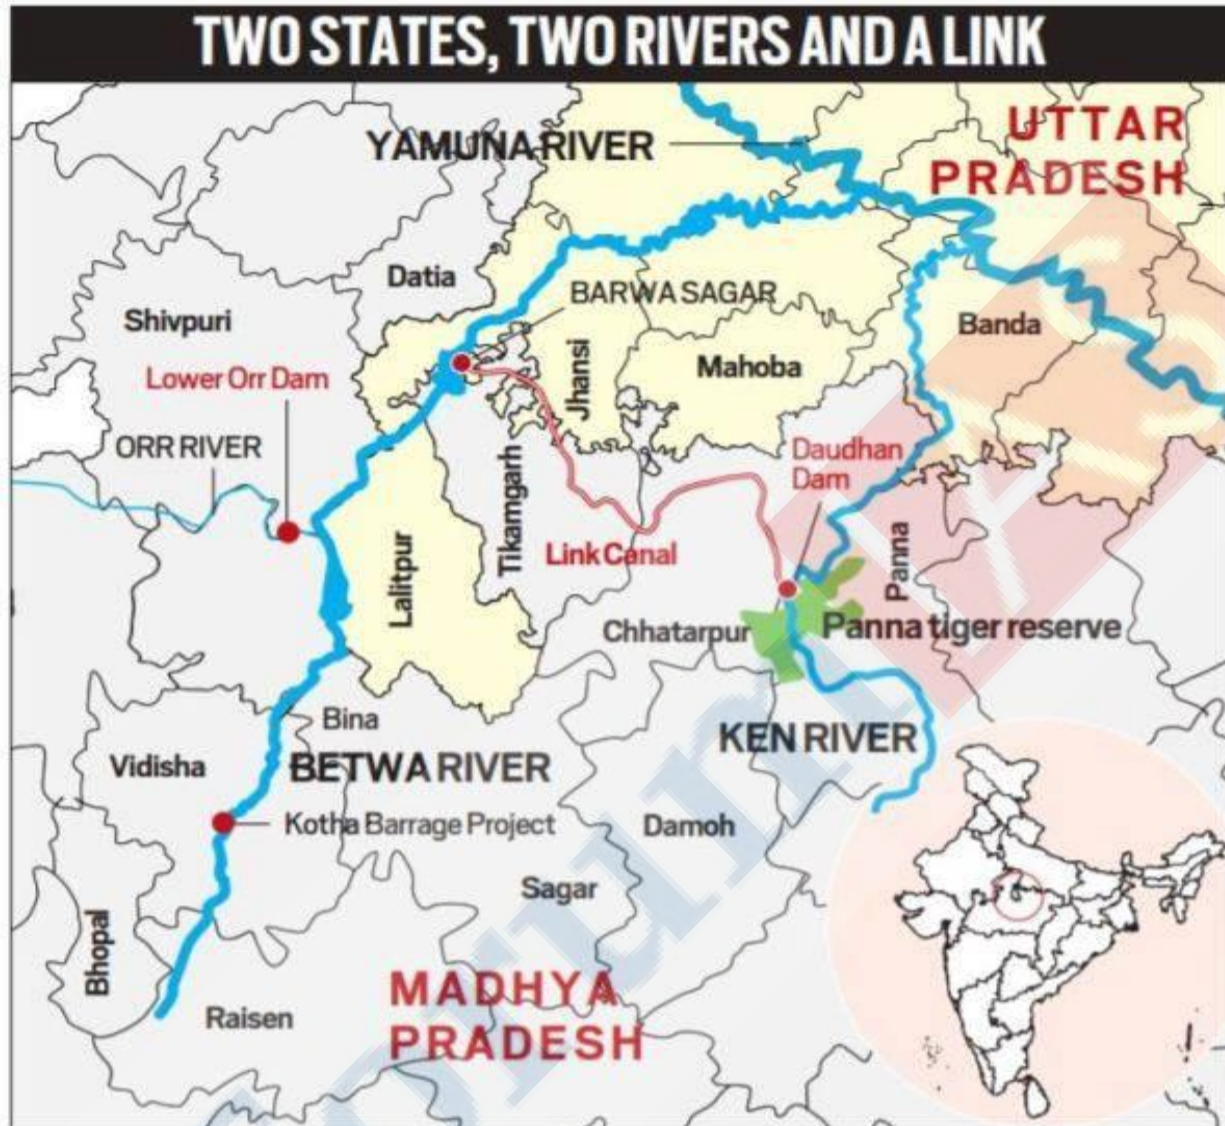 TWO STATES, TWO RIVERS AND A LINK
YAMUNA RIVER
UTTAR
PRADESH
Datia
BARWA SAGAR
Shivpuri
Banda
Jhansi
Mahoba
Lower Orr Dam
ORR RIVER
Daudhan
Dam
Tikamgarh
Link Canal
Lalitpur
Panna
Chhatarpur
Panna tiger reserve
Bina
KEN RIVER
Vidisha
BETWA RIVER
Kotha Barrage Project
Damoh
Sagar
Bhopal
MADHYA
PRADESH
Raisen